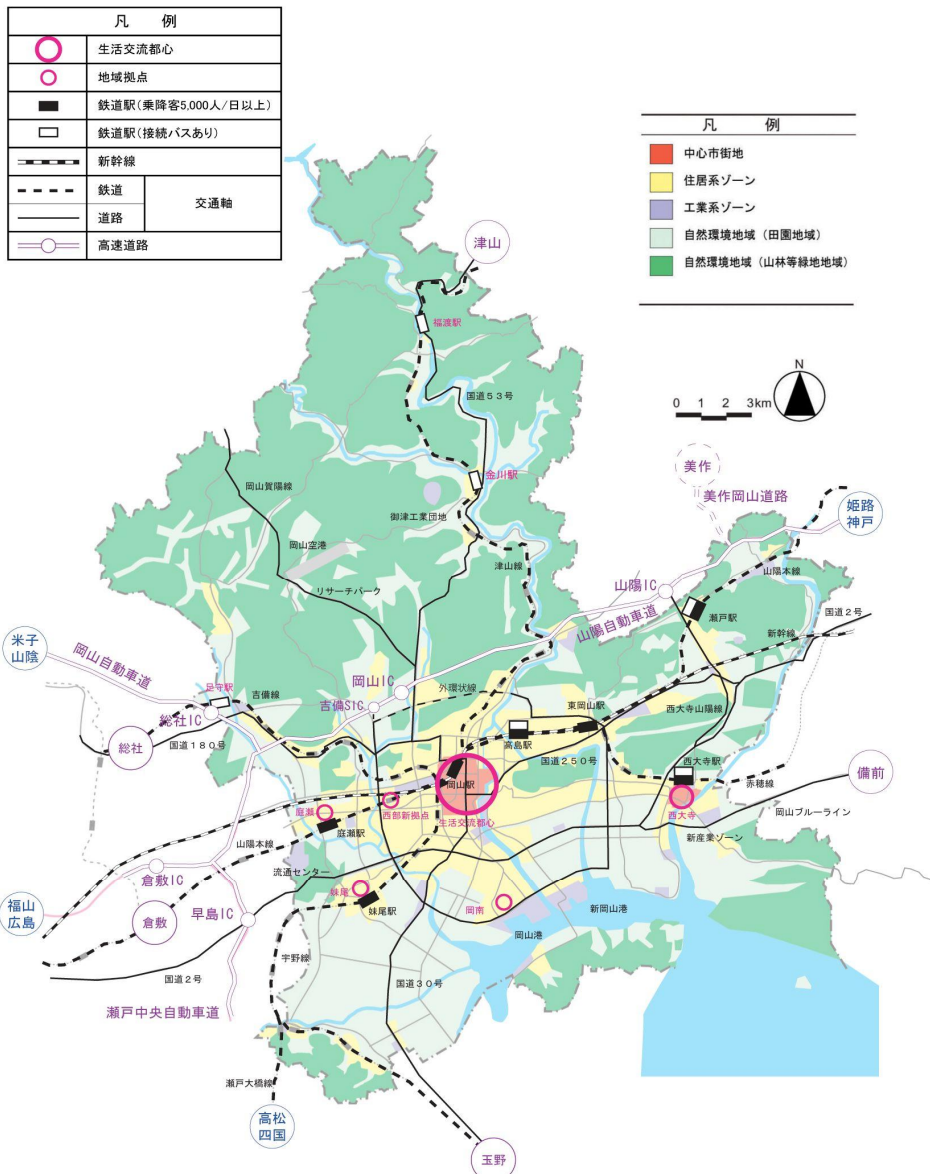 凡 例
生活交流都心
地域拠点
鉄道駅(乗降客5,000人/日以上)
鉄道駅(接続バスあり)
新幹線
鉄道
道路
交通軸
高速道路
凡 例
中心市街地
住居系ゾーン
工業系ゾーン
自然環境地域(田園地域)
自然環境地域(山林等緑地地域)
N
0 1 2 3km
津山
福渡駅
国道53号
金川駅
御津工業団地
岡山賀陽線
岡山空港
リサーチパーク
津山線
美作
美作岡山道路
姫路
神戸
山陽IC
山陽本線
山陽自動車道
瀬戸駅
国道2号
新幹線
米子
山陰
岡山自動車道
足守駅
吉備線
岡山IC
外環状線
吉備SIC
総社IC
総社
国道180号
東岡山駅
西大寺山陽線
高島駅
国道250号
西大寺駅
赤穂線
備前
岡山駅
生活交流都心
西部新拠点
庭瀬
庭瀬駅
西大寺
岡山ブルーライン
新産業ゾーン
山陽本線
流通センター
倉敷IC
妹尾
妹尾駅
岡南
新岡山港
岡山港
福山
広島
倉敷
早島IC
宇野線
国道2号
国道30号
瀬戸中央自動車道
瀬戸大橋線
高松
四国
玉野